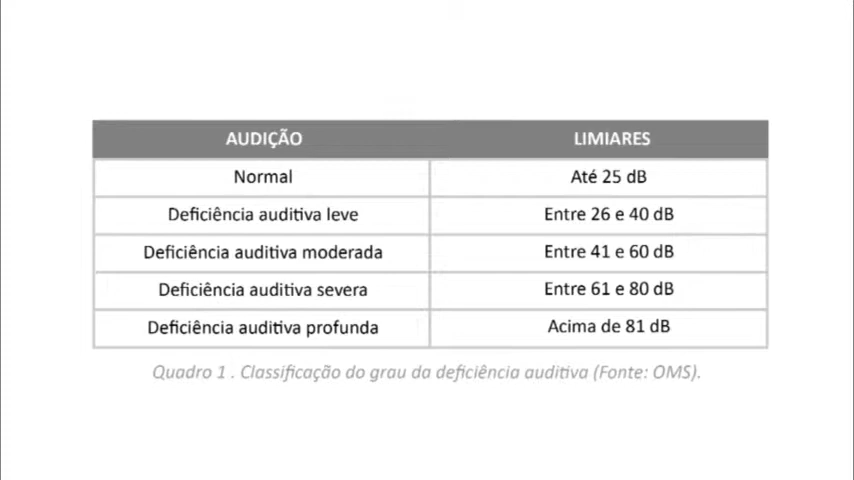 AUDIÇÃO LIMIARES
Normal Até 25 dB
Deficiência auditiva leve Entre 26 e 40 dB
Deficiência auditiva moderada Entre 41 e 60 dB
Deficiência auditiva severa Entre 61 e 80 dB
Deficiência auditiva profunda Acima de 81 dB
Quadro 1 . Classificação do grau da deficiência auditiva (Fonte: OMS).